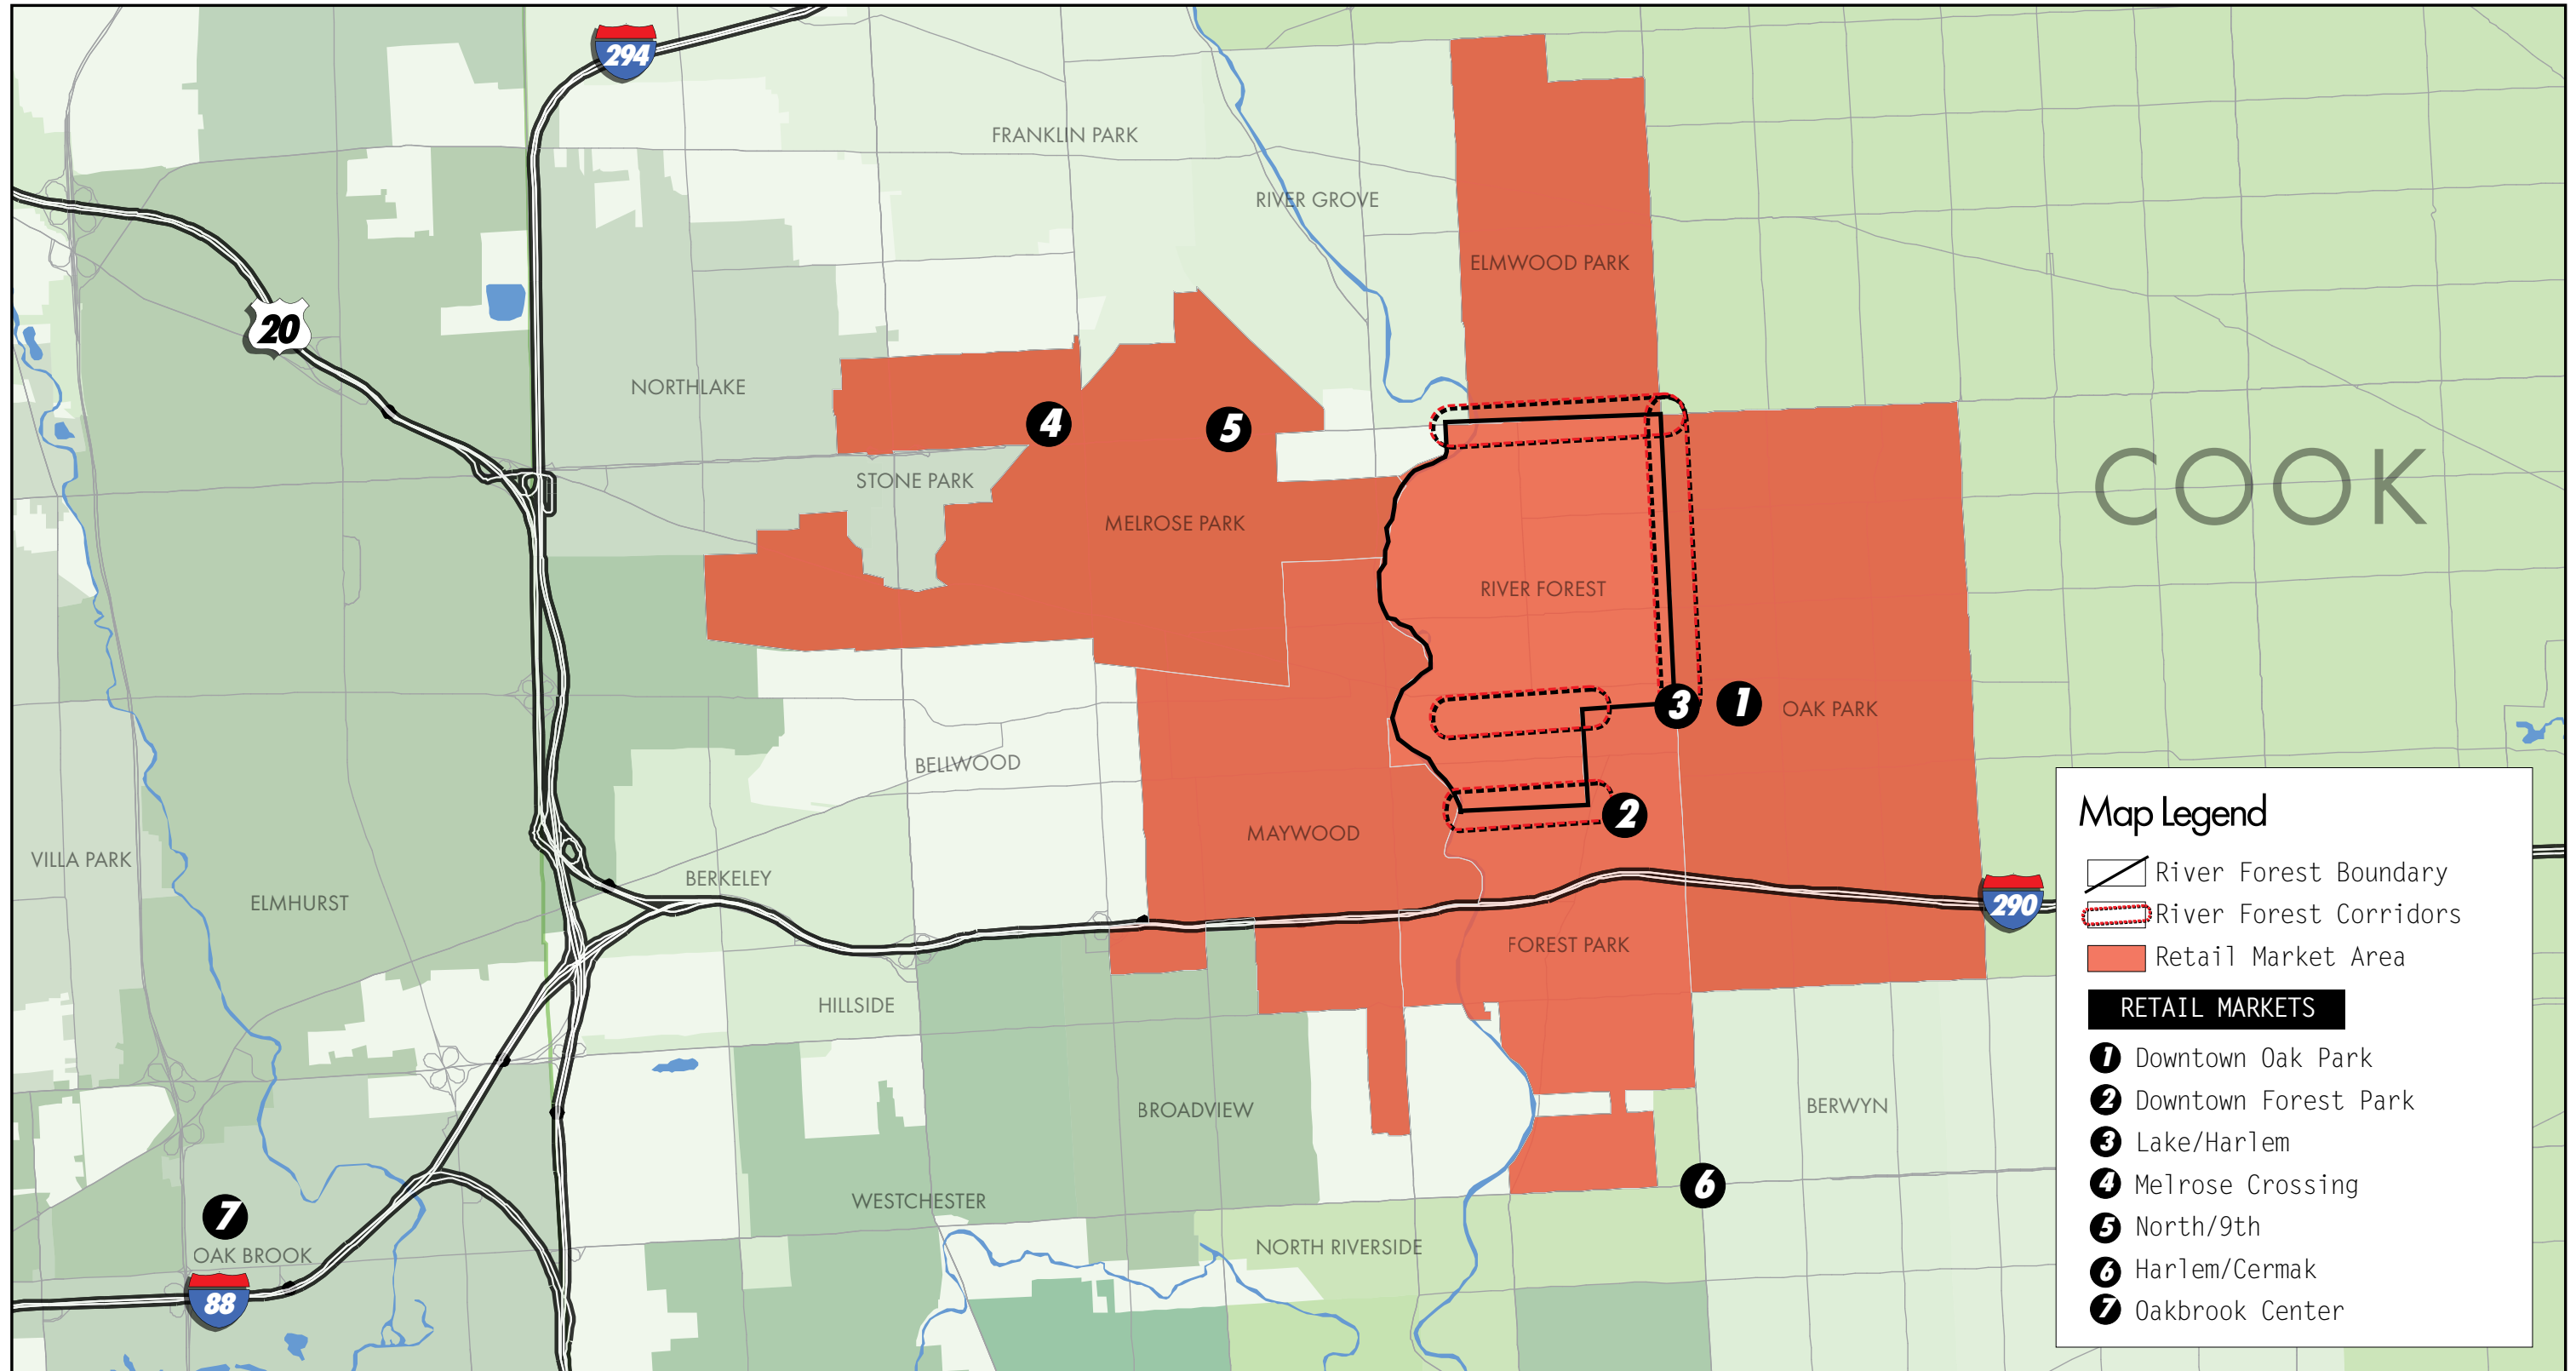 294
FRANKLIN PARK
RIVER GROVE
ELMWOOD PARK
20
NORTHLAKE
4
5
STONE PARK
COOK
MELROSE PARK
RIVER FOREST
3
1
OAK PARK
BELLWOOD
2
MAYWOOD
VILLA PARK
BERKELEY
ELMHURST
290
FOREST PARK
HILLSIDE
BROADVIEW
BERWYN
6
WESTCHESTER
7
OAK BROOK
NORTH RIVERSIDE
88
Map Legend
River Forest Boundary
River Forest Corridors
Retail Market Area
RETAIL MARKETS
1 Downtown Oak Park
2 Downtown Forest Park
3 Lake/Harlem
4 Melrose Crossing
5 North/9th
6 Harlem/Cermak
7 Oakbrook Center